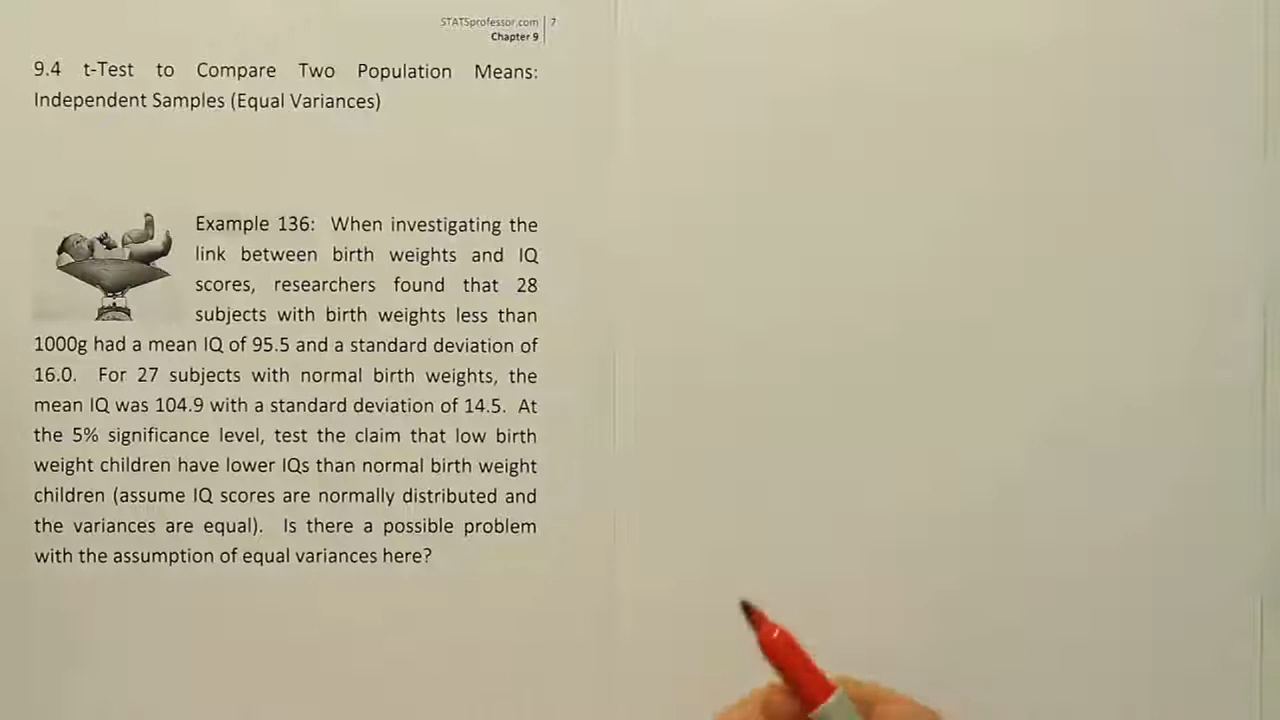 STATSprofessor.com 7
Chapter 9
9.4 t-Test to Compare Two Population Means:
Independent Samples (Equal Variances)
Example 136: When investigating the
link between birth weights and IQ
scores, researchers found that 28
subjects with birth weights less than
1000g had a mean IQ of 95.5 and a standard deviation of
16.0. For 27 subjects with normal birth weights, the
mean IQ was 104.9 with a standard deviation of 14.5. At
the 5% significance level, test the claim that low birth
weight children have lower IQs than normal birth weight
children (assume IQ scores are normally distributed and
the variances are equal). Is there a possible problem
with the assumption of equal variances here?